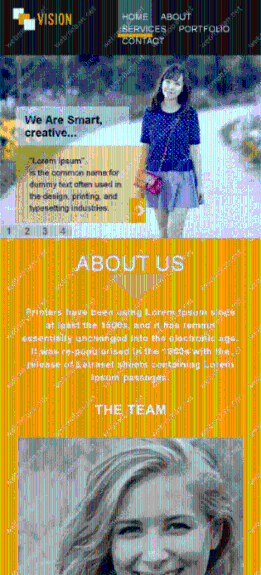 VISION
HOME ABOUT
SERVICES PORTFOLIO
CONTACT
We Are Smart,
creative...
"Lorem Ipsum"
is the common name for
dummy text often used in
the design, printing, and
typesetting industries.
1 2 3 4
ABOUT US
Printers have been using Lorem Ipsum since
at least the 1500s, and it has remain
essentially unchanged into the electronic age.
It was re-popularised in the 1960s with the
release of Letraset sheets containing Lorem
Ipsum passages.
THE TEAM